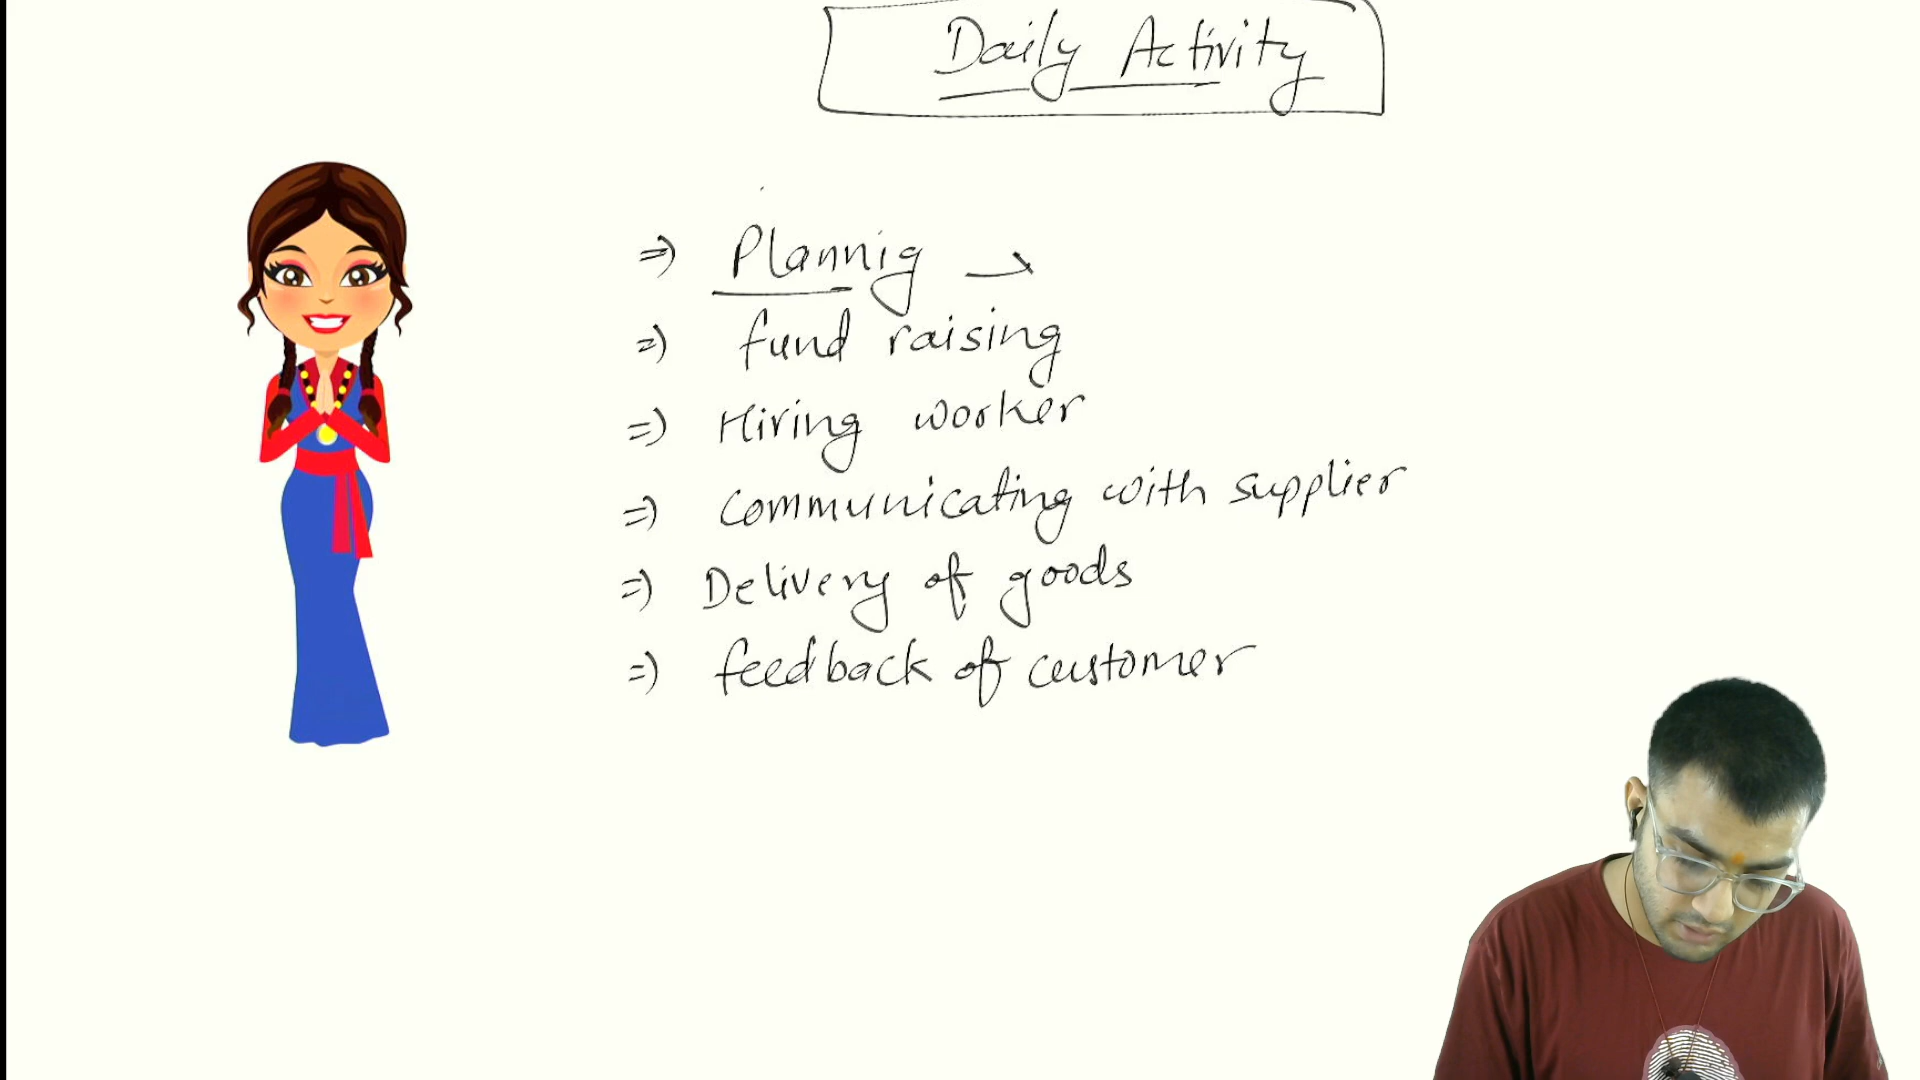 Daily Activity
⇒ Plannig →
⇒ fund raising
⇒ Hiring worker
⇒ Communicating with supplier
⇒ Delivery of goods
⇒ feedback of customer